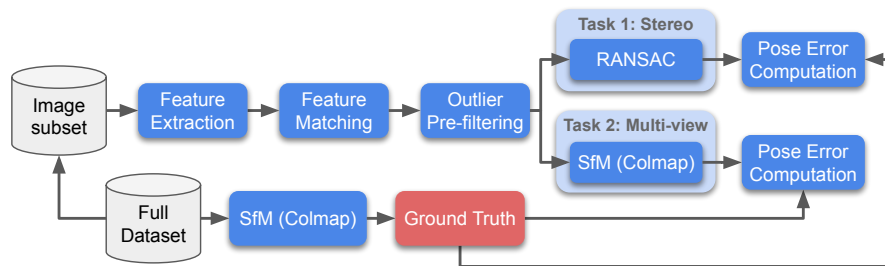 Task 1: Stereo
RANSAC
Pose Error
Computation
Image
subset
Feature
Extraction
Feature
Matching
Outlier
Pre-filtering
Task 2: Multi-view
SfM (Colmap)
Pose Error
Computation
Full
Dataset
SfM (Colmap)
Ground Truth